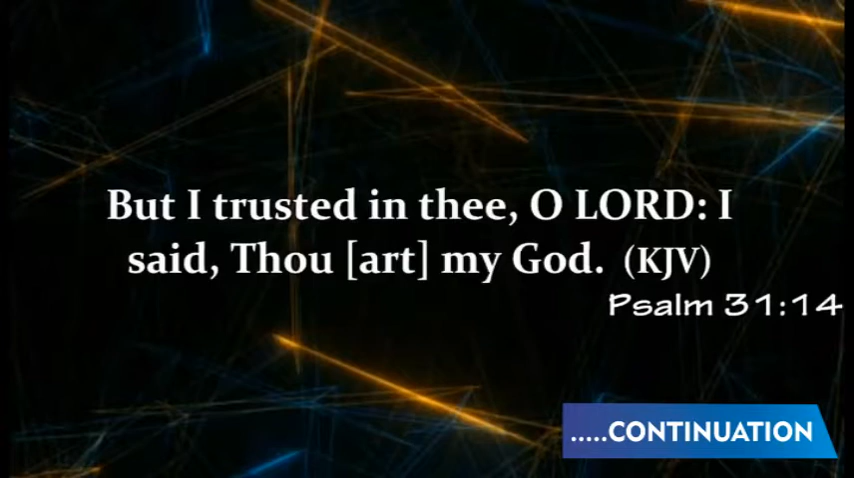 But I trusted in thee, O LORD: I
said, Thou [art] my God. (KJV)
Psalm 31:14
.....CONTINUATION